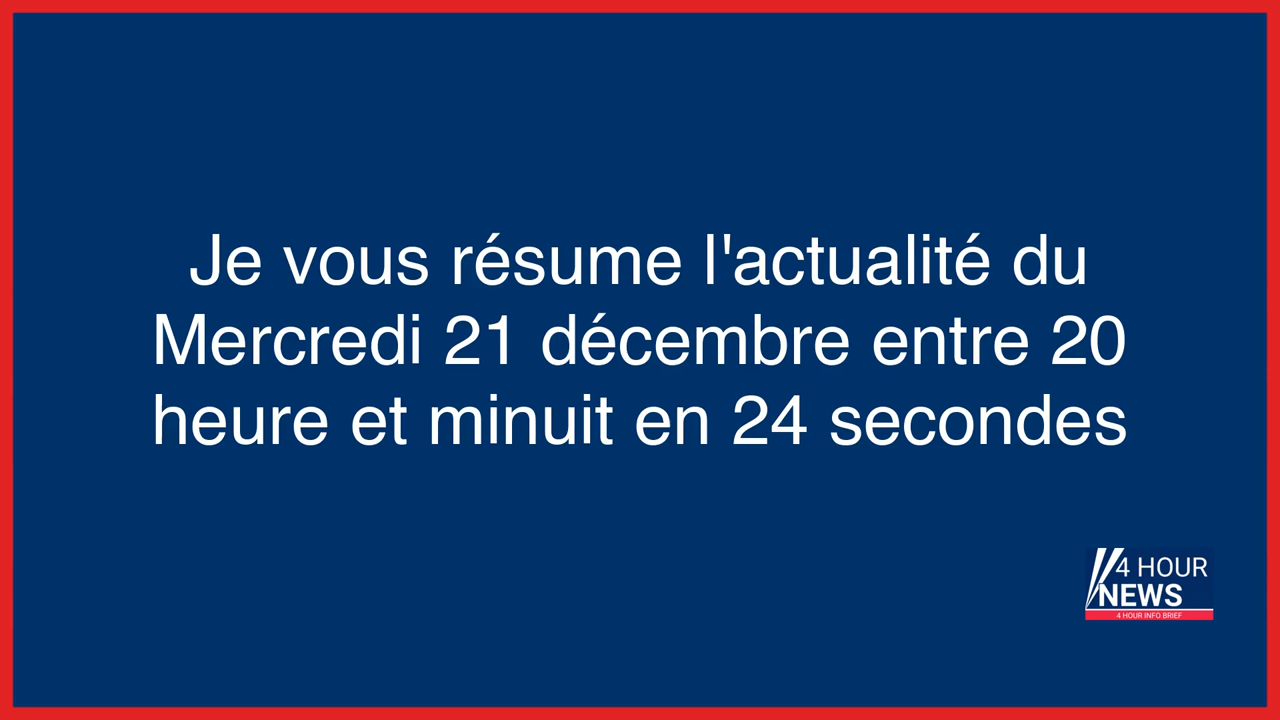 Je vous résume l'actualité du
Mercredi 21 décembre entre 20
heure et minuit en 24 secondes
4 HOUR
NEWS
4 HOUR INFO BRIEF